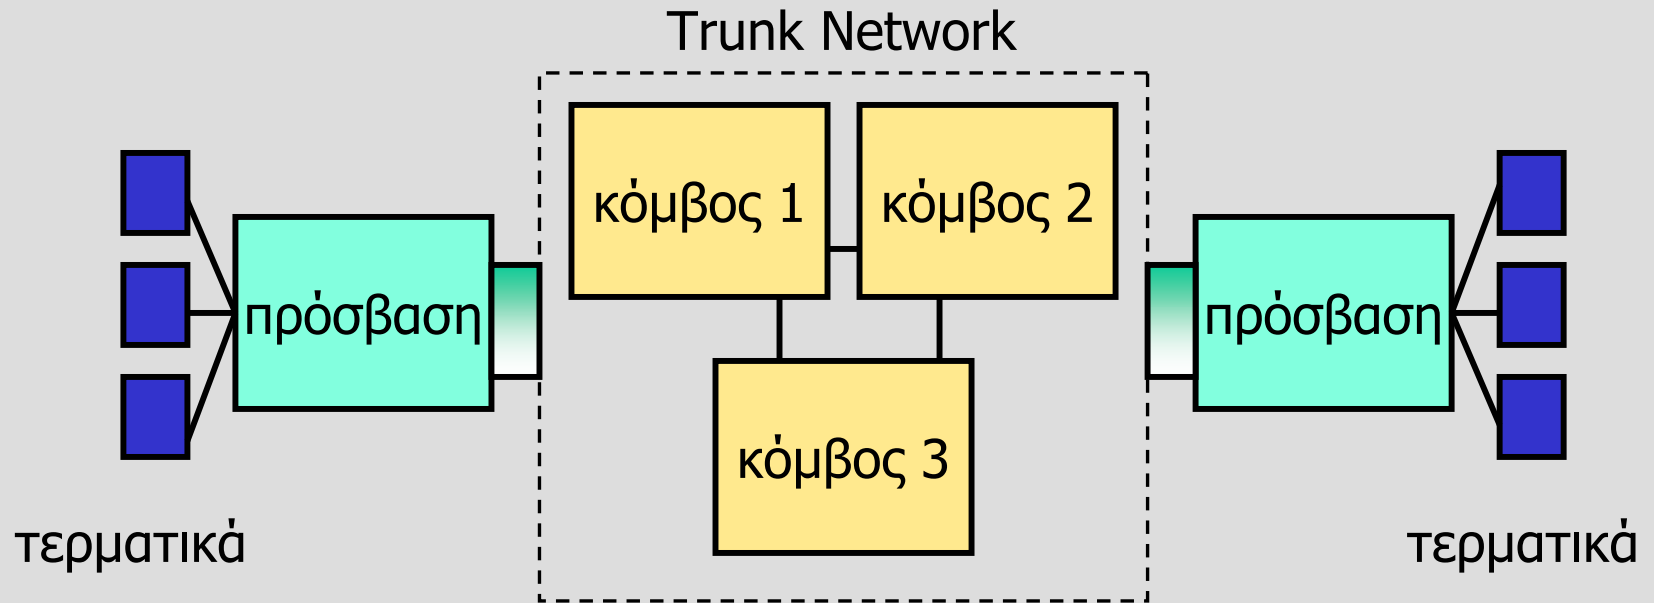 Trunk Network
κόμβος 1
κόμβος 2
πρόσβαση
πρόσβαση
κόμβος 3
τερματικά
τερματικά